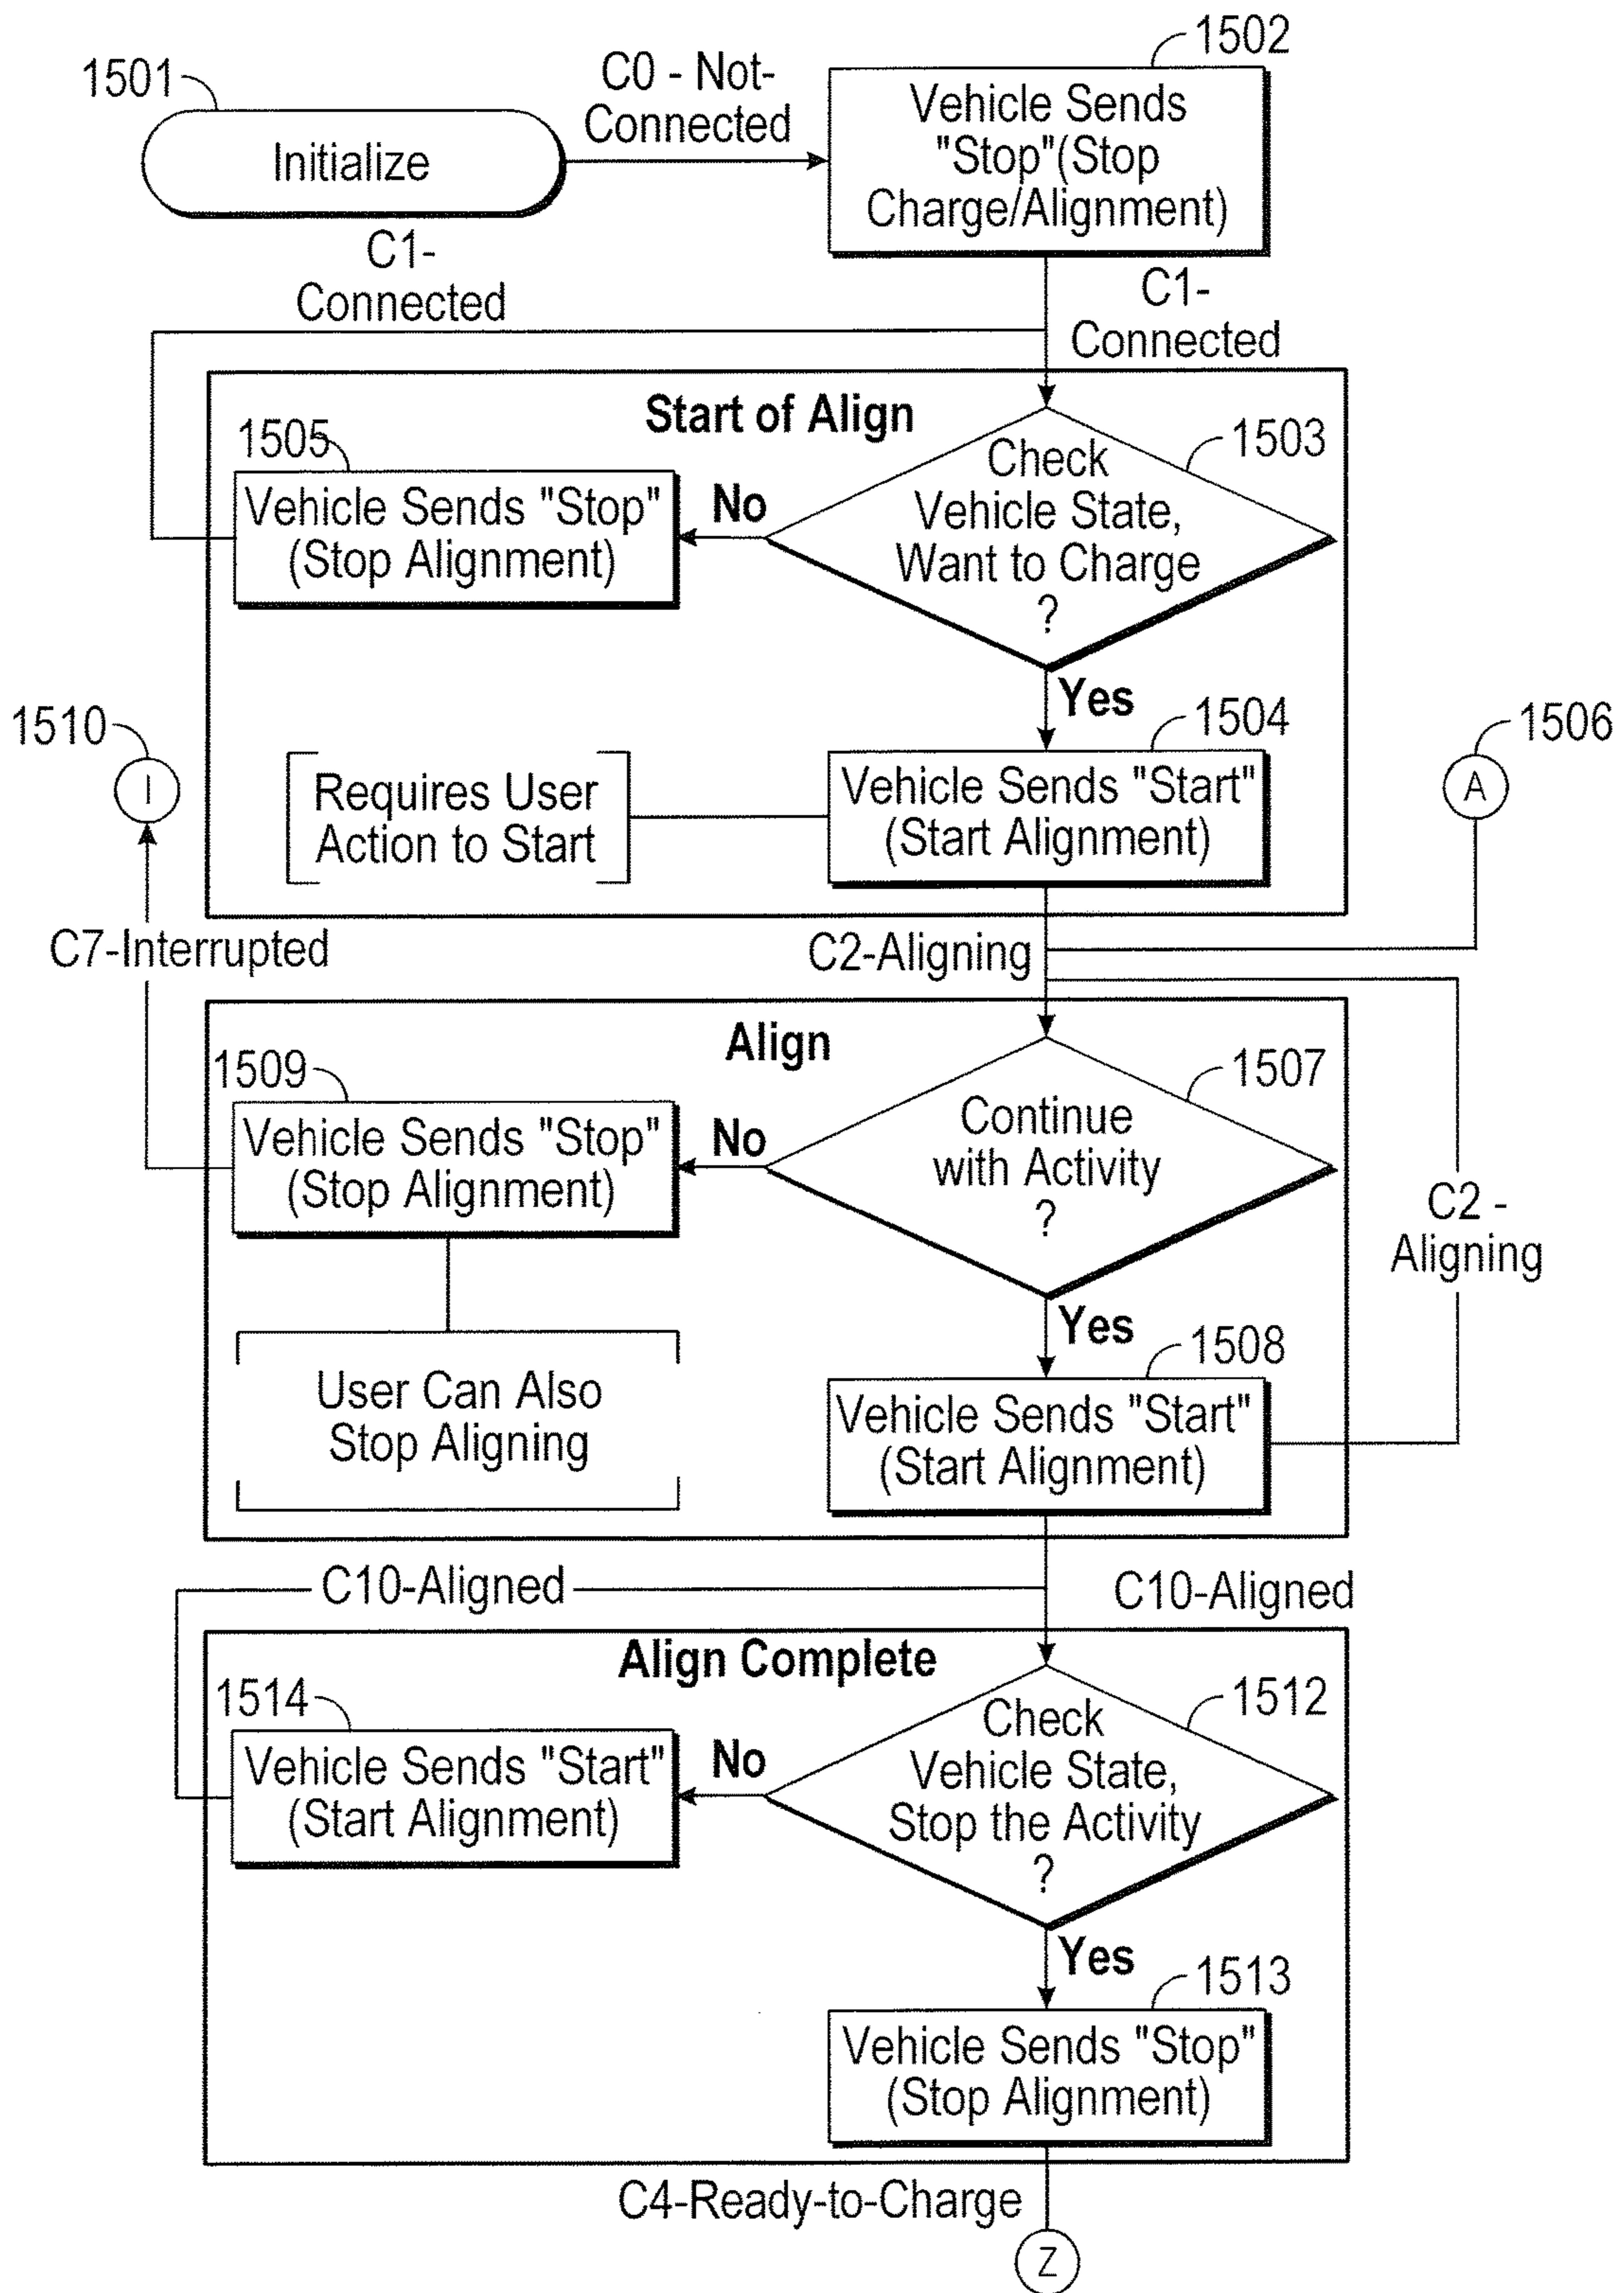 1501
Initialize
C0 - Not-
Connected
1502
Vehicle Sends
"Stop"(Stop
Charge/Alignment)
C1-
Connected
C1-
Connected
Start of Align
1505
Vehicle Sends "Stop"
(Stop Alignment)
No
1503
Check
Vehicle State,
Want to Charge
?
Yes
1510
I
1504
Vehicle Sends "Start"
(Start Alignment)
Requires User
Action to Start
1506
A
C7-Interrupted
C2-Aligning
Align
1509
Vehicle Sends "Stop"
(Stop Alignment)
No
1507
Continue
with Activity
?
C2 -
Aligning
Yes
User Can Also
Stop Aligning
1508
Vehicle Sends "Start"
(Start Alignment)
C10-Aligned
C10-Aligned
Align Complete
1514
Vehicle Sends "Start"
(Start Alignment)
No
1512
Check
Vehicle State,
Stop the Activity
?
Yes
1513
Vehicle Sends "Stop"
(Stop Alignment)
C4-Ready-to-Charge
Z